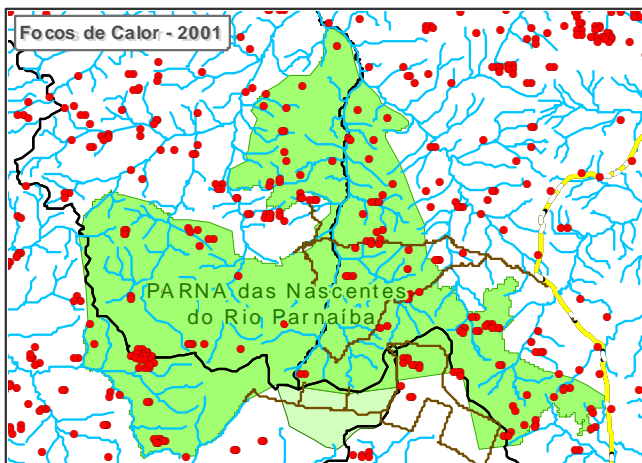 Focos de Calor - 2001
PARNA das Nascentes
do Rio Parnaíba